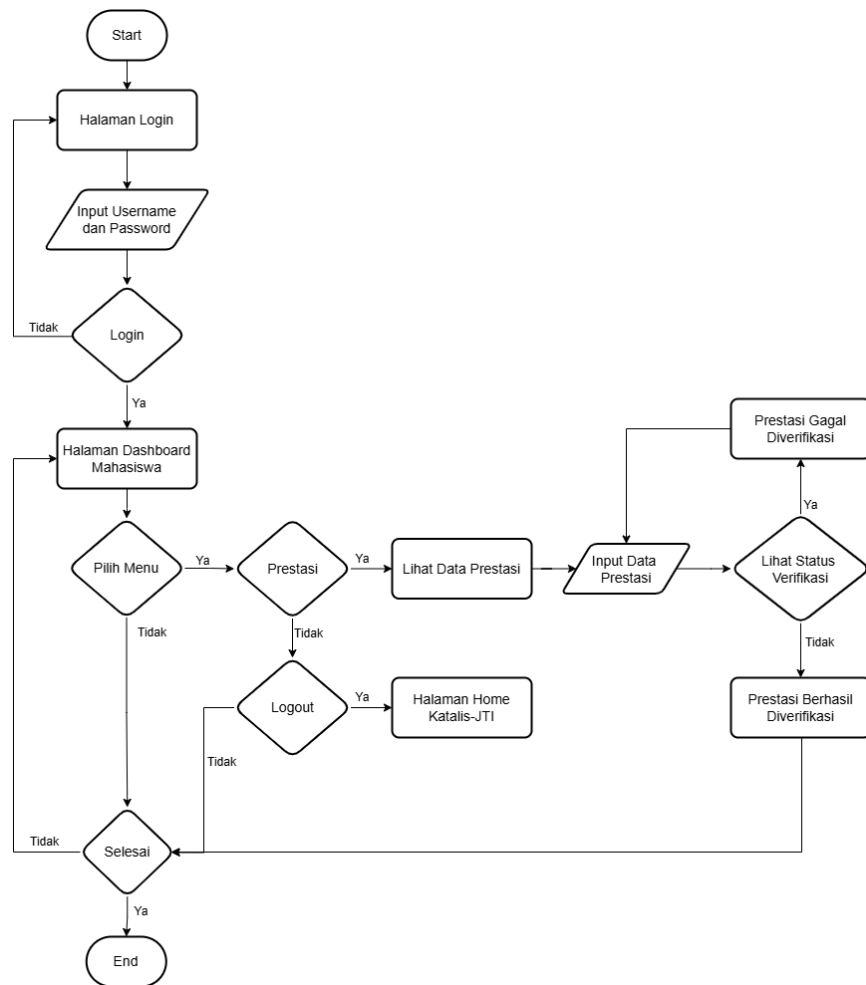 Start
Halaman Login
Input Username
dan Password
Tidak
Login
Ya
Halaman Dashboard
Mahasiswa
Prestasi Gagal
Diverifikasi
Ya
Pilih Menu
Ya
Prestasi
Ya
Lihat Data Prestasi
Input Data
Prestasi
Lihat Status
Verifikasi
Tidak
Tidak
Tidak
Logout
Ya
Halaman Home
Katalis-JTI
Prestasi Berhasil
Diverifikasi
Tidak
Tidak
Selesai
Ya
End